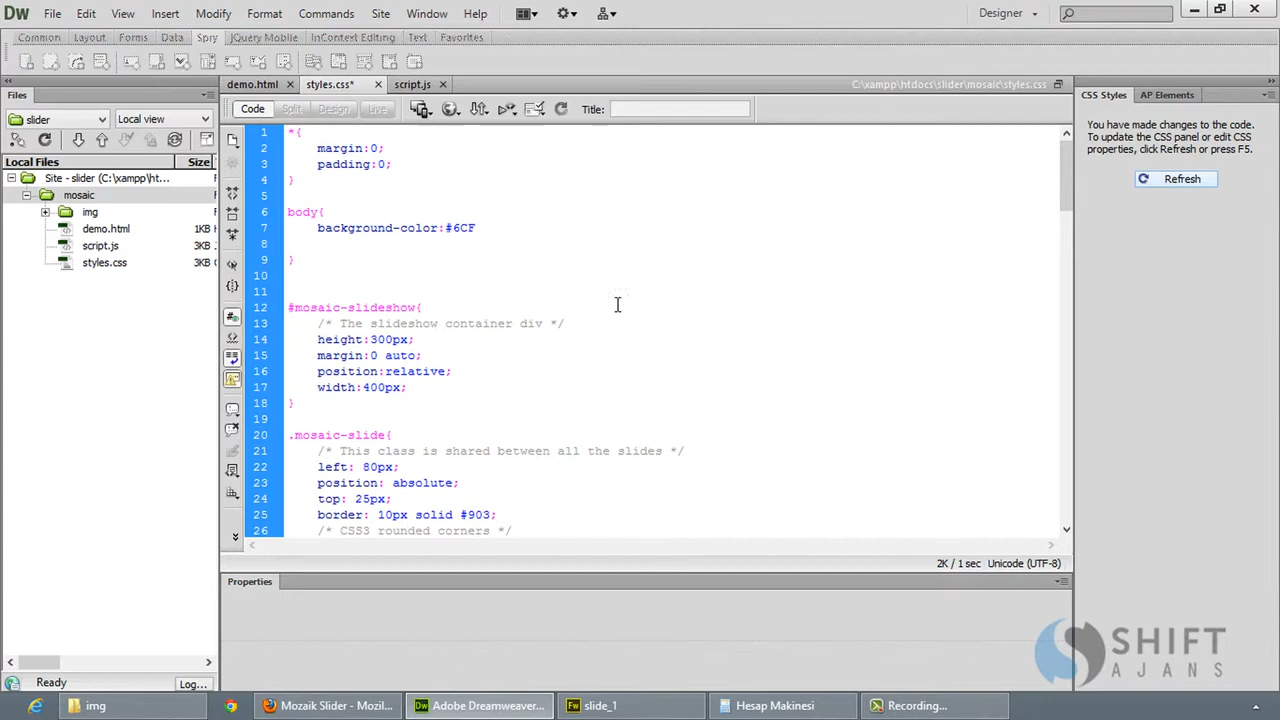 Dw File Edit View Insert Modify Format Commands Site Window Help Designer
Common Layout Forms Data Spry jQuery Mobile InContext Editing Text Favorites
Files
demo.html styles.css* script.js C:\xampp\htdocs\slider\mosaic\styles.css
CSS Styles AP Elements
slider Local view
Code Split Design Live Title:
You have made changes to the code.
To update the CSS panel or edit CSS
properties, click Refresh or press F5.
Refresh
Local Files Size
Site - slider (C:\xampp\ht... F
mosaic F
img F
demo.html 1KB H
script.js 3KB J
styles.css 3KB C
1 *{
2 margin:0;
3 padding:0;
4 }
5
6 body{
7 background-color:#6CF
8
9 }
10
11
12 #mosaic-slideshow{
13 /* The slideshow container div */
14 height:300px;
15 margin:0 auto;
16 position:relative;
17 width:400px;
18 }
19
20 .mosaic-slide{
21 /* This class is shared between all the slides */
22 left: 80px;
23 position: absolute;
24 top: 25px;
25 border: 10px solid #903;
26 /* CSS3 rounded corners */
2K / 1 sec Unicode (UTF-8)
Properties
Ready Log...
SHIFT
AJANS
img Mozaik Slider - Mozil... Dw Adobe Dreamweaver... Fw slide_1 Hesap Makinesi Recording...